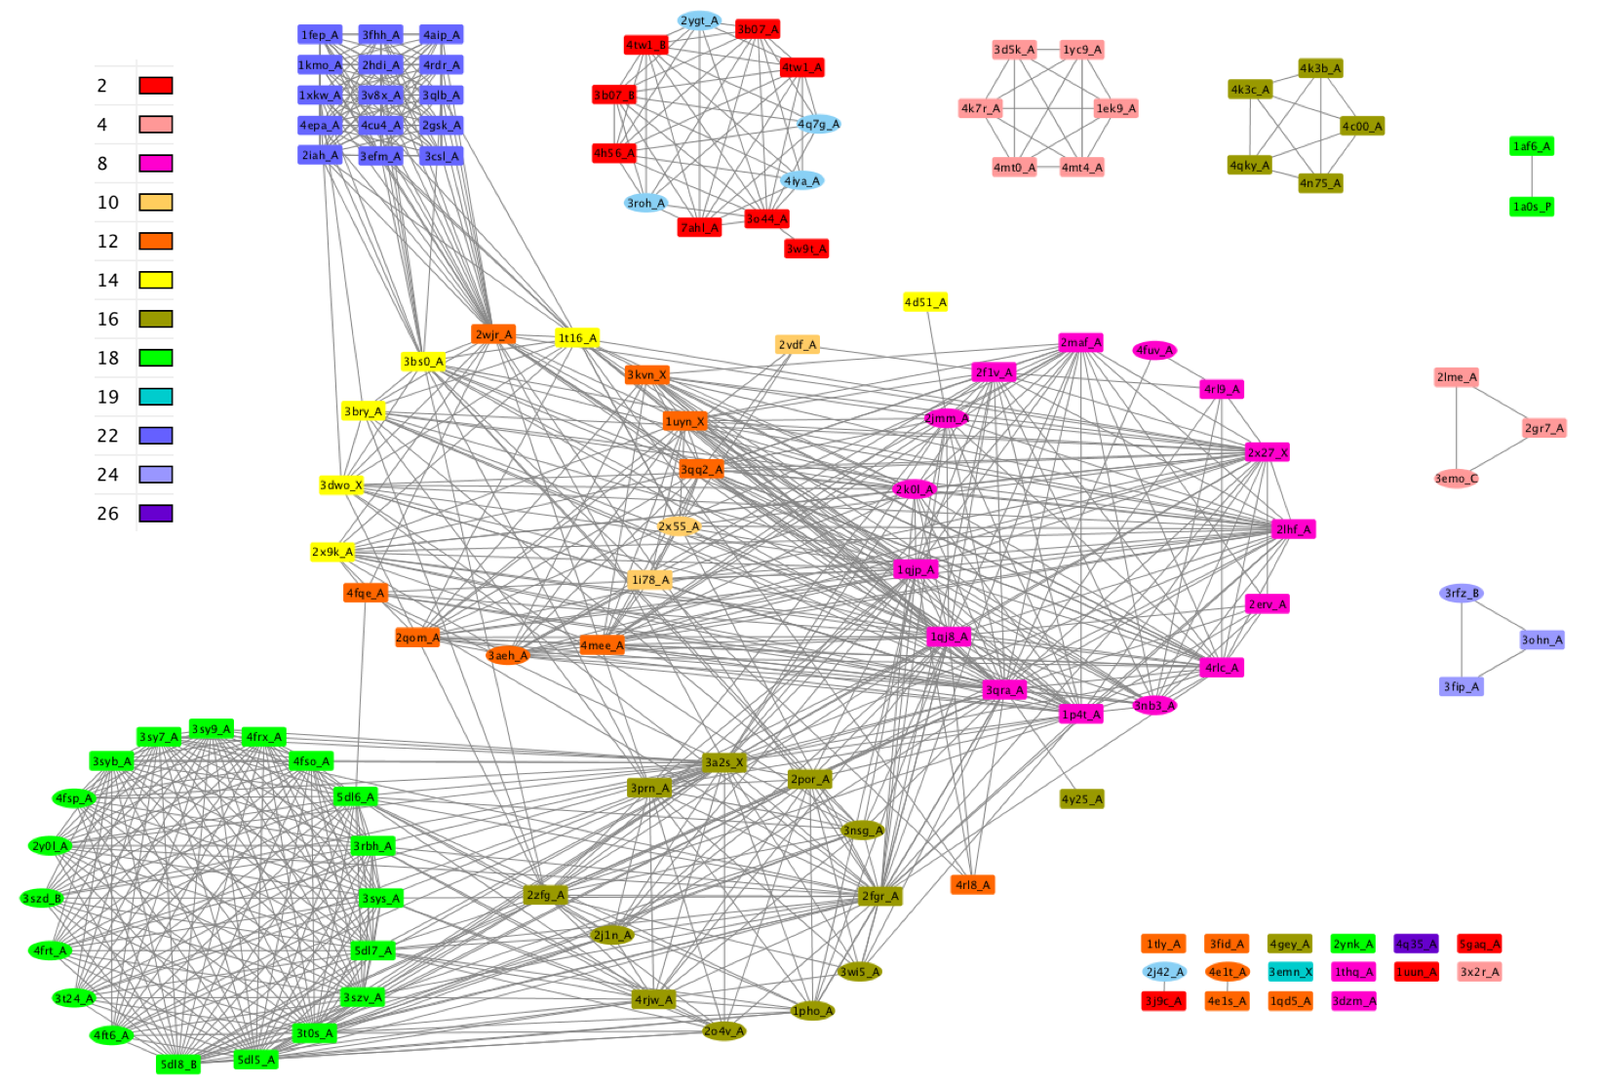 2
4
8
10
12
14
16
18
19
22
24
26
1fep_A 3fhh_A 4aip_A
1kmo_A 2hdi_A 4rdr_A
1xkw_A 3v8x_A 3qlb_A
4epa_A 4cu4_A 2gsk_A
2iah_A 3efm_A 3csl_A
2ygt_A
3b07_A
4tw1_B
4tw1_A
3b07_B
4q7g_A
4h56_A
4iya_A
3roh_A
3o44_A
7ahl_A
3w9t_A
3d5k_A 1yc9_A
4k7r_A 1ek9_A
4mt0_A 4mt4_A
4k3b_A
4k3c_A
4c00_A
4qky_A
4n75_A
1af6_A
1a0s_P
4d51_A
2wjr_A
1t16_A
2vdf_A
2maf_A
4fuv_A
3bs0_A
3kvn_X
2f1v_A
4rl9_A
3bry_A
1uyn_X
2jmm_A
2x27_X
3qq2_A
3dwo_X
2k0l_A
2x55_A
2lhf_A
2x9k_A
1i78_A
1qjp_A
4fqe_A
2erv_A
2qom_A
4mee_A
1qj8_A
3aeh_A
4rlc_A
3qra_A
3nb3_A
1p4t_A
2lme_A
2gr7_A
3emo_C
3rfz_B
3ohn_A
3fip_A
3sy9_A
3sy7_A 4frx_A
3syb_A 4fso_A
4fsp_A 5dl6_A
2y0l_A 3rbh_A
3szd_B 3sys_A
4frt_A 5dl7_A
3t24_A 3szv_A
4ft6_A 3t0s_A
5dl8_B 5dl5_A
3a2s_X
2por_A
3prn_A
4y25_A
3nsg_A
4rl8_A
2zfg_A
2fgr_A
2j1n_A
3wi5_A
4rjw_A
1pho_A
2o4v_A
1tly_A 3fid_A 4gey_A 2ynk_A 4q35_A 5gaq_A
2j42_A 4e1t_A 3emn_X 1thq_A 1uun_A 3x2r_A
3j9c_A 4e1s_A 1qd5_A 3dzm_A